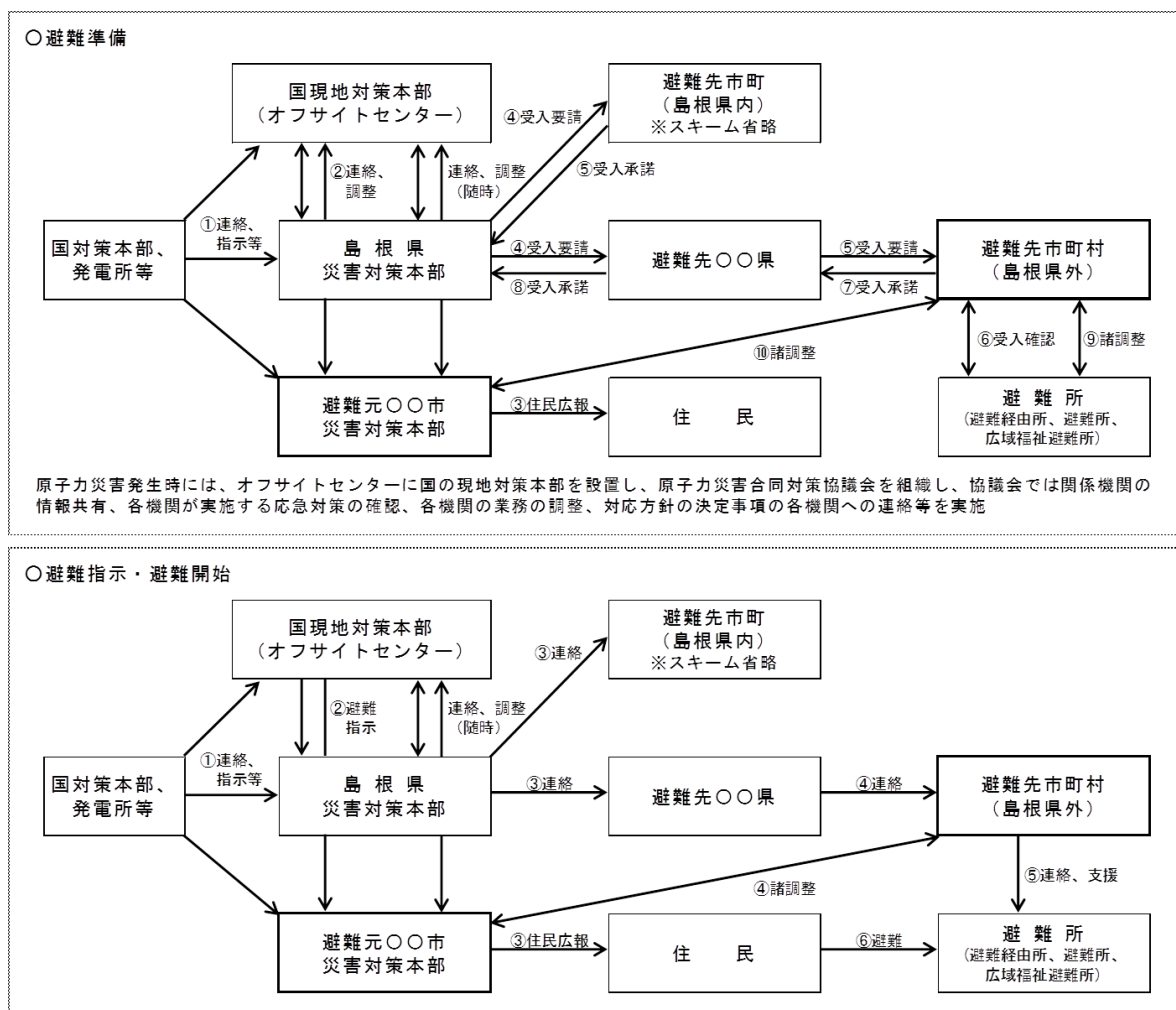 〇避難準備
国現地対策本部
(オフサイトセンター)
避難先市町
(島根県内)
※スキーム省略
④受入要請
②連絡、
調整
連絡、調整
(随時)
⑤受入承諾
①連絡、
指示等
国対策本部、
発電所等
島根県
災害対策本部
④受入要請
⑧受入承諾
避難先〇〇県
⑤受入要請
⑦受入承諾
避難先市町村
(島根県外)
⑥受入確認
⑨諸調整
⑩諸調整
避難元〇〇市
災害対策本部
③住民広報
住 民
避難所
(避難経由所、避難所、
広域福祉避難所)
原子力災害発生時には、オフサイトセンターに国の現地対策本部を設置し、原子力災害合同対策協議会を組織し、協議会では関係機関の
情報共有、各機関が実施する応急対策の確認、各機関の業務の調整、対応方針の決定事項の各機関への連絡等を実施
〇避難指示・避難開始
国現地対策本部
(オフサイトセンター)
避難先市町
(島根県内)
※スキーム省略
③連絡
②避難
指示
連絡、調整
(随時)
①連絡、
指示等
国対策本部、
発電所等
島根県
災害対策本部
③連絡
避難先〇〇県
④連絡
避難先市町村
(島根県外)
⑤連絡、支援
④諸調整
避難元〇〇市
災害対策本部
③住民広報
住 民
⑥避難
避難所
(避難経由所、避難所、
広域福祉避難所)